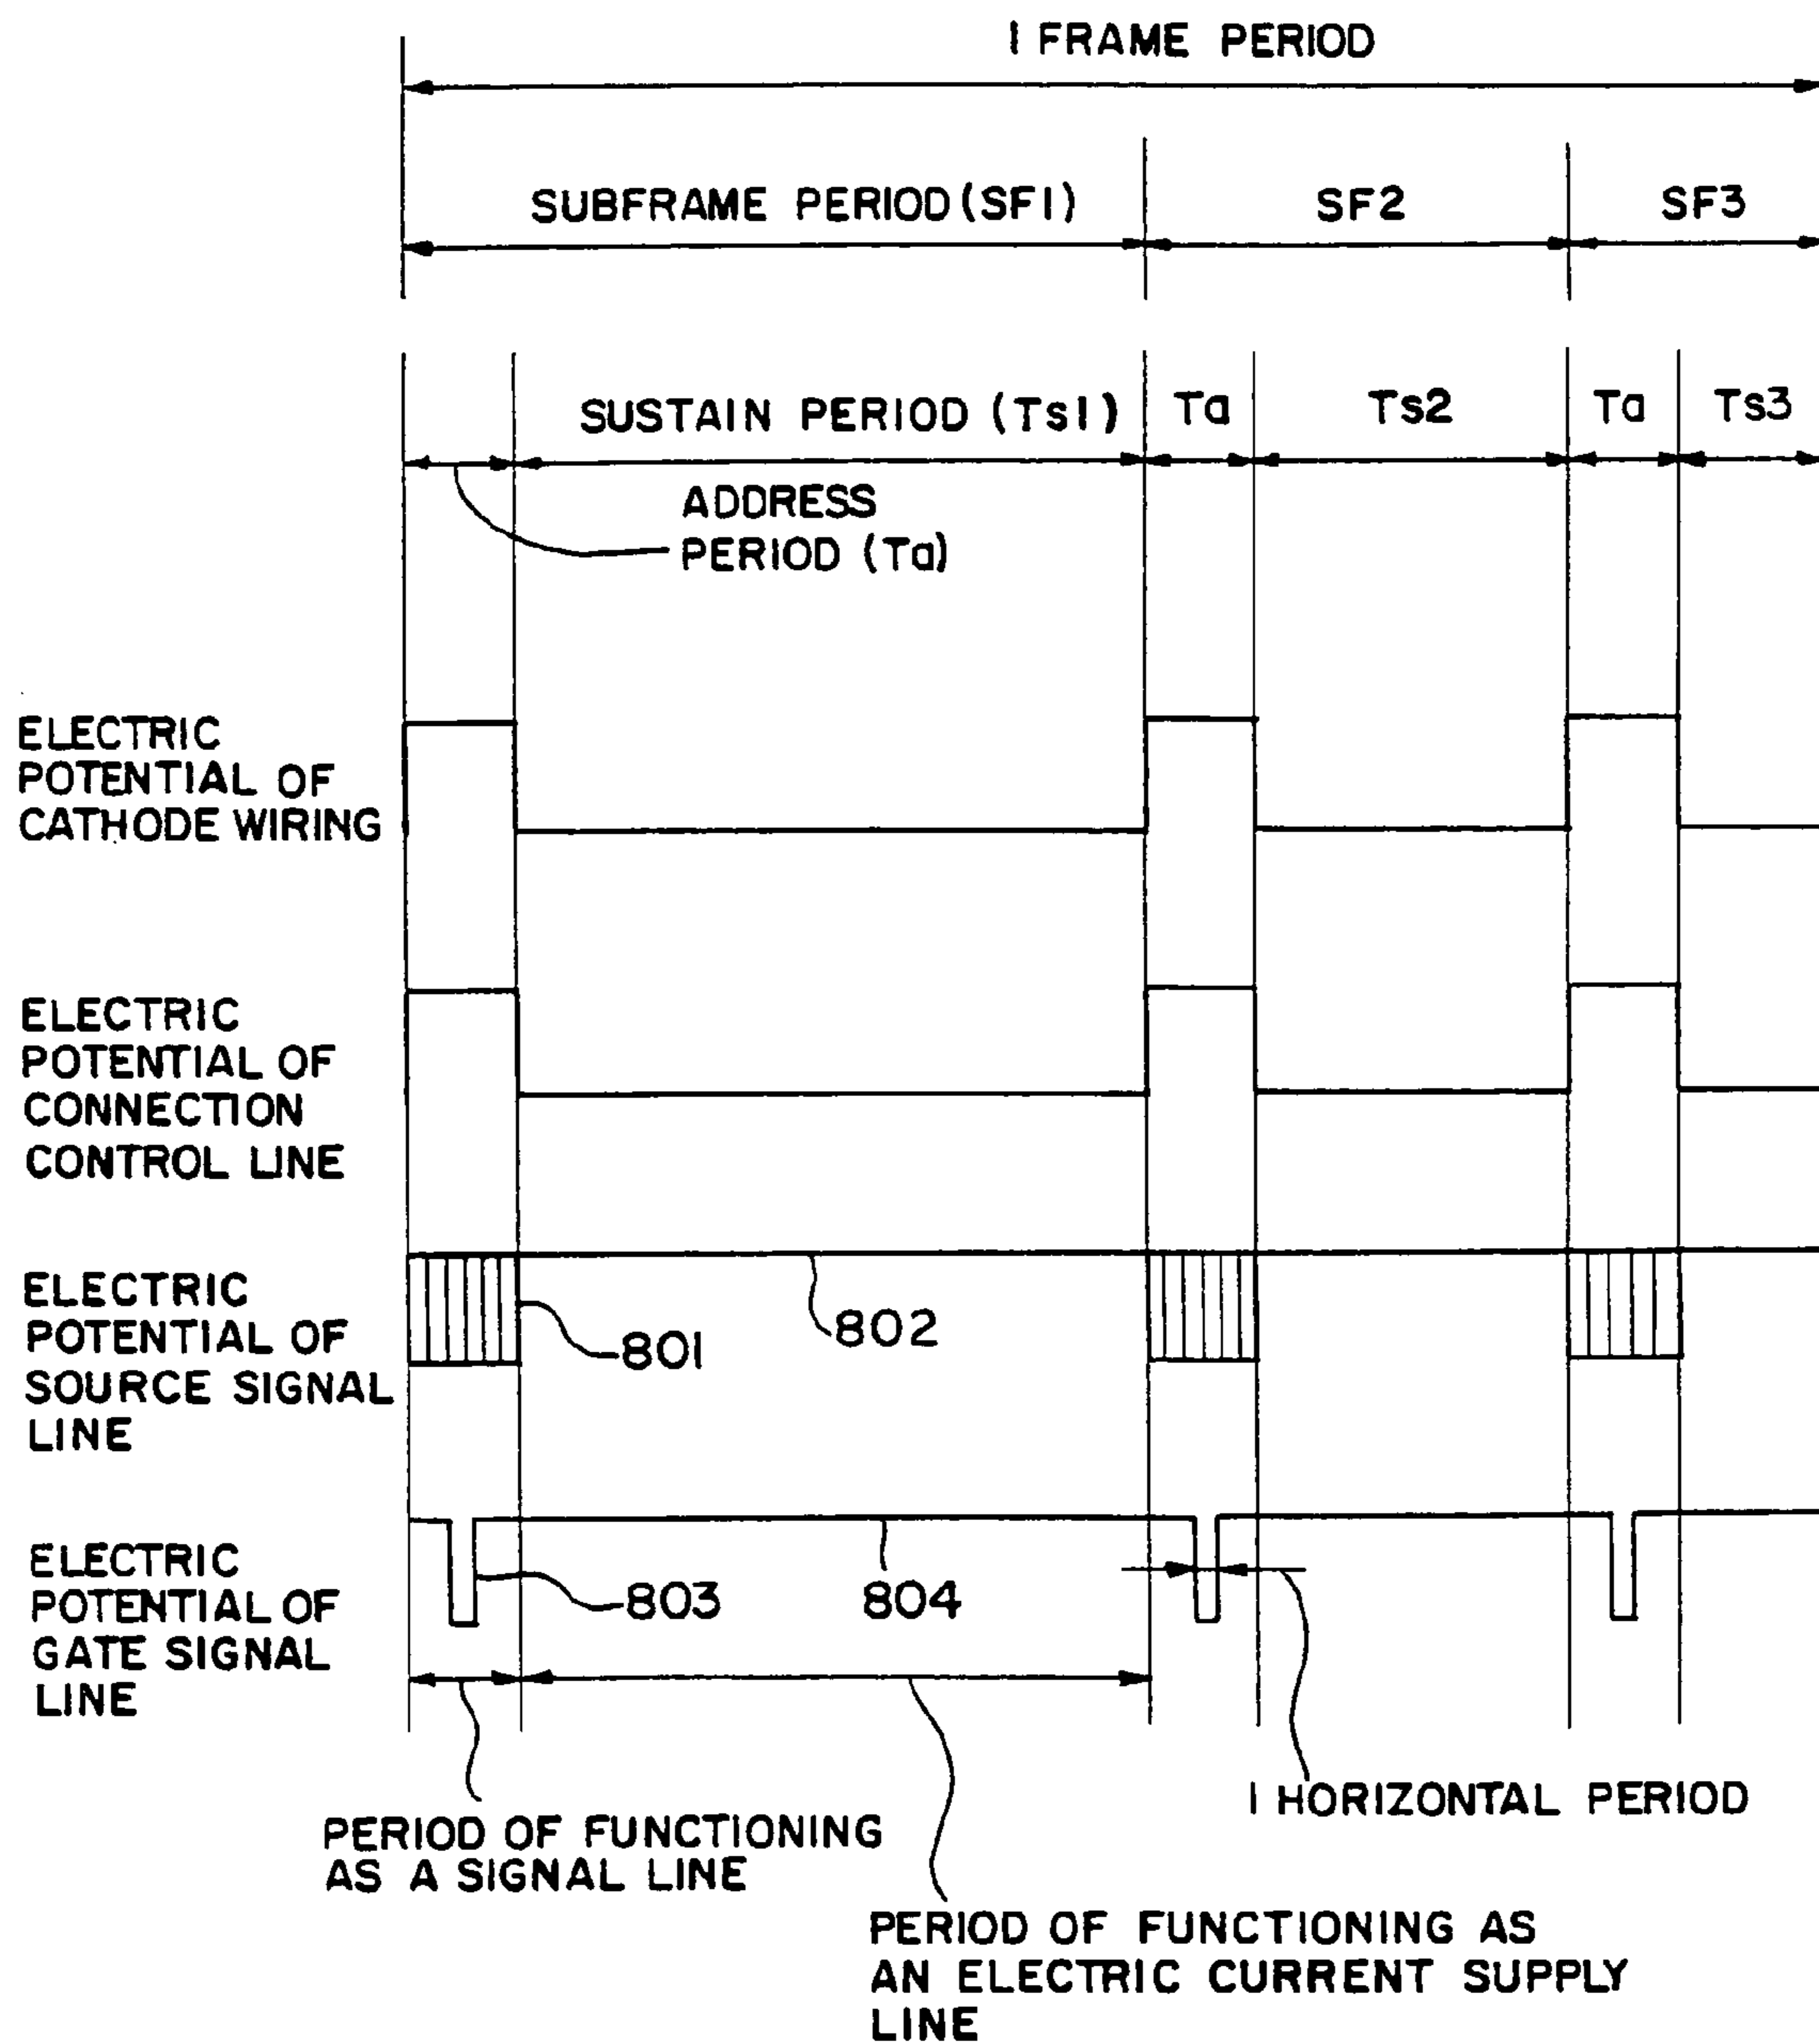 1 FRAME PERIOD
SUBFRAME PERIOD (SF1)
SF2
SF3
SUSTAIN PERIOD (Ts1)
Ta
Ts2
Ta
Ts3
ADDRESS
PERIOD (Ta)
ELECTRIC
POTENTIAL OF
CATHODE WIRING
ELECTRIC
POTENTIAL OF
CONNECTION
CONTROL LINE
ELECTRIC
POTENTIAL OF
SOURCE SIGNAL
LINE
801
802
ELECTRIC
POTENTIAL OF
GATE SIGNAL
LINE
803
804
1 HORIZONTAL PERIOD
PERIOD OF FUNCTIONING
AS A SIGNAL LINE
PERIOD OF FUNCTIONING AS
AN ELECTRIC CURRENT SUPPLY
LINE